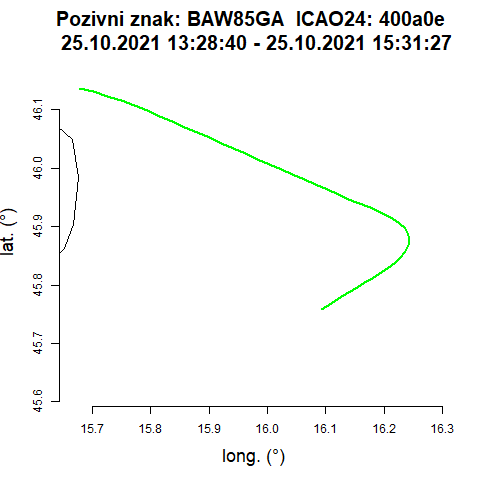 Pozivni znak: BAW85GA  ICAO24: 400a0e
25.10.2021 13:28:40 - 25.10.2021 15:31:27
46.1
46.0
45.9
45.8
45.7
45.6
lat. (°)
15.7 15.8 15.9 16.0 16.1 16.2 16.3
long. (°)